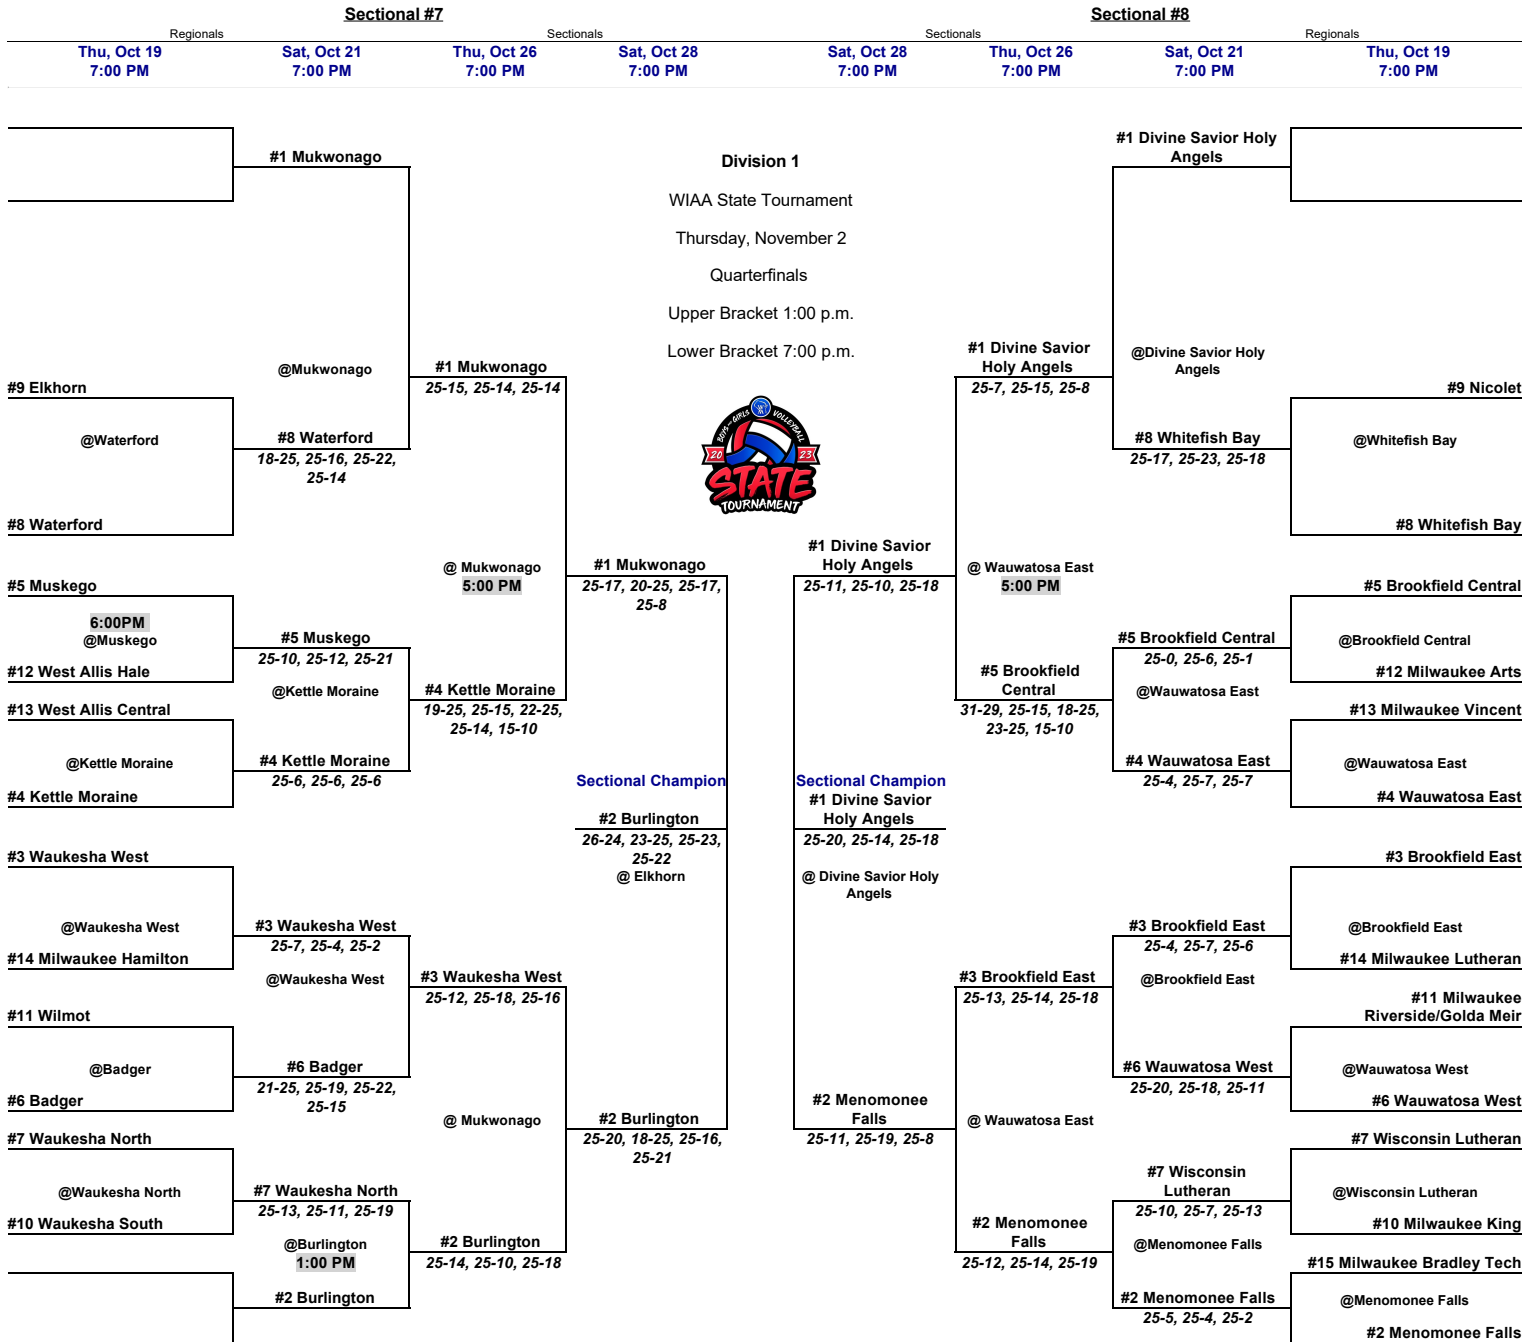 Sectional #7
Sectional #8
Regionals
Sectionals
Sectionals
Regionals
Thu, Oct 19
7:00 PM
Sat, Oct 21
7:00 PM
Thu, Oct 26
7:00 PM
Sat, Oct 28
7:00 PM
Sat, Oct 28
7:00 PM
Thu, Oct 26
7:00 PM
Sat, Oct 21
7:00 PM
Thu, Oct 19
7:00 PM
#1 Mukwonago
@Mukwonago
#9 Elkhorn
@Waterford
#8 Waterford
#8 Waterford
18-25, 25-16, 25-22,
25-14
#1 Mukwonago
25-15, 25-14, 25-14
#5 Muskego
6:00PM
@Muskego
#12 West Allis Hale
#5 Muskego
25-10, 25-12, 25-21
@Kettle Moraine
#13 West Allis Central
@Kettle Moraine
#4 Kettle Moraine
#4 Kettle Moraine
25-6, 25-6, 25-6
#4 Kettle Moraine
19-25, 25-15, 22-25,
25-14, 15-10
@ Mukwonago
5:00 PM
#1 Mukwonago
25-17, 20-25, 25-17,
25-8
#3 Waukesha West
@Waukesha West
#14 Milwaukee Hamilton
#3 Waukesha West
25-7, 25-4, 25-2
@Waukesha West
#11 Wilmot
@Badger
#6 Badger
#6 Badger
21-25, 25-19, 25-22,
25-15
#3 Waukesha West
25-12, 25-18, 25-16
@ Mukwonago
#7 Waukesha North
@Waukesha North
#10 Waukesha South
#7 Waukesha North
25-13, 25-11, 25-19
@Burlington
1:00 PM
#2 Burlington
#2 Burlington
25-14, 25-10, 25-18
#2 Burlington
25-20, 18-25, 25-16,
25-21
Sectional Champion
#2 Burlington
26-24, 23-25, 25-23,
25-22
@ Elkhorn
Division 1
WIAA State Tournament
Thursday, November 2
Quarterfinals
Upper Bracket 1:00 p.m.
Lower Bracket 7:00 p.m.
BOYS and GIRLS VOLLEYBALL
20 23
STATE
TOURNAMENT
#1 Divine Savior
Holy Angels
25-11, 25-10, 25-18
Sectional Champion
#1 Divine Savior
Holy Angels
25-20, 25-14, 25-18
@ Divine Savior Holy
Angels
#2 Menomonee
Falls
25-11, 25-19, 25-8
#1 Divine Savior
Holy Angels
25-7, 25-15, 25-8
@ Wauwatosa East
5:00 PM
#5 Brookfield
Central
31-29, 25-15, 18-25,
23-25, 15-10
#3 Brookfield East
25-13, 25-14, 25-18
@ Wauwatosa East
#2 Menomonee
Falls
25-12, 25-14, 25-19
#1 Divine Savior Holy
Angels
@Divine Savior Holy
Angels
#8 Whitefish Bay
25-17, 25-23, 25-18
#5 Brookfield Central
25-0, 25-6, 25-1
@Wauwatosa East
#4 Wauwatosa East
25-4, 25-7, 25-7
#3 Brookfield East
25-4, 25-7, 25-6
@Brookfield East
#6 Wauwatosa West
25-20, 25-18, 25-11
#7 Wisconsin
Lutheran
25-10, 25-7, 25-13
@Menomonee Falls
#2 Menomonee Falls
25-5, 25-4, 25-2
#9 Nicolet
@Whitefish Bay
#8 Whitefish Bay
#5 Brookfield Central
@Brookfield Central
#12 Milwaukee Arts
#13 Milwaukee Vincent
@Wauwatosa East
#4 Wauwatosa East
#3 Brookfield East
@Brookfield East
#14 Milwaukee Lutheran
#11 Milwaukee
Riverside/Golda Meir
@Wauwatosa West
#6 Wauwatosa West
#7 Wisconsin Lutheran
@Wisconsin Lutheran
#10 Milwaukee King
#15 Milwaukee Bradley Tech
@Menomonee Falls
#2 Menomonee Falls